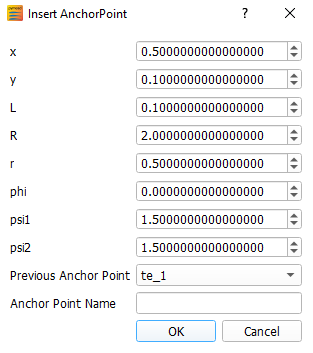 Insert AnchorPoint ?
x 0.5000000000000000
y 0.1000000000000000
L 0.1000000000000000
R 2.0000000000000000
r 0.5000000000000000
phi 0.0000000000000000
psi1 1.5000000000000000
psi2 1.5000000000000000
Previous Anchor Point te_1
Anchor Point Name
OK Cancel